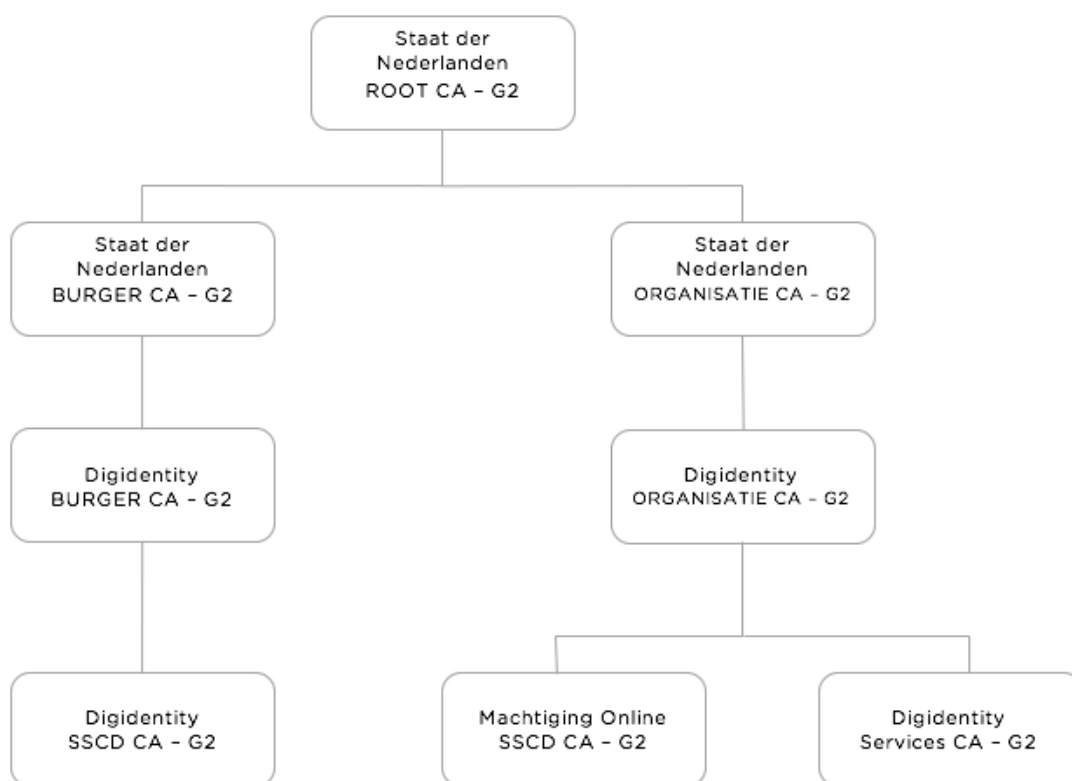 Staat der
Nederlanden
ROOT CA – G2
Staat der
Nederlanden
BURGER CA – G2
Staat der
Nederlanden
ORGANISATIE CA – G2
Digidentity
BURGER CA – G2
Digidentity
ORGANISATIE CA – G2
Digidentity
SSCD CA – G2
Machtiging Online
SSCD CA – G2
Digidentity
Services CA – G2